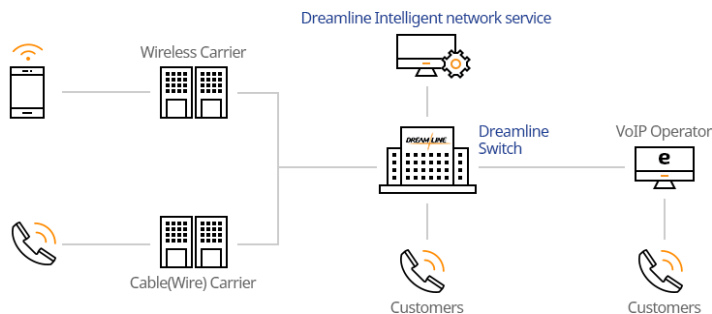 Dreamline Intelligent network service
Wireless Carrier
DREAMLINE
Dreamline
Switch
VoIP Operator
e
Cable(Wire) Carrier
Customers
Customers